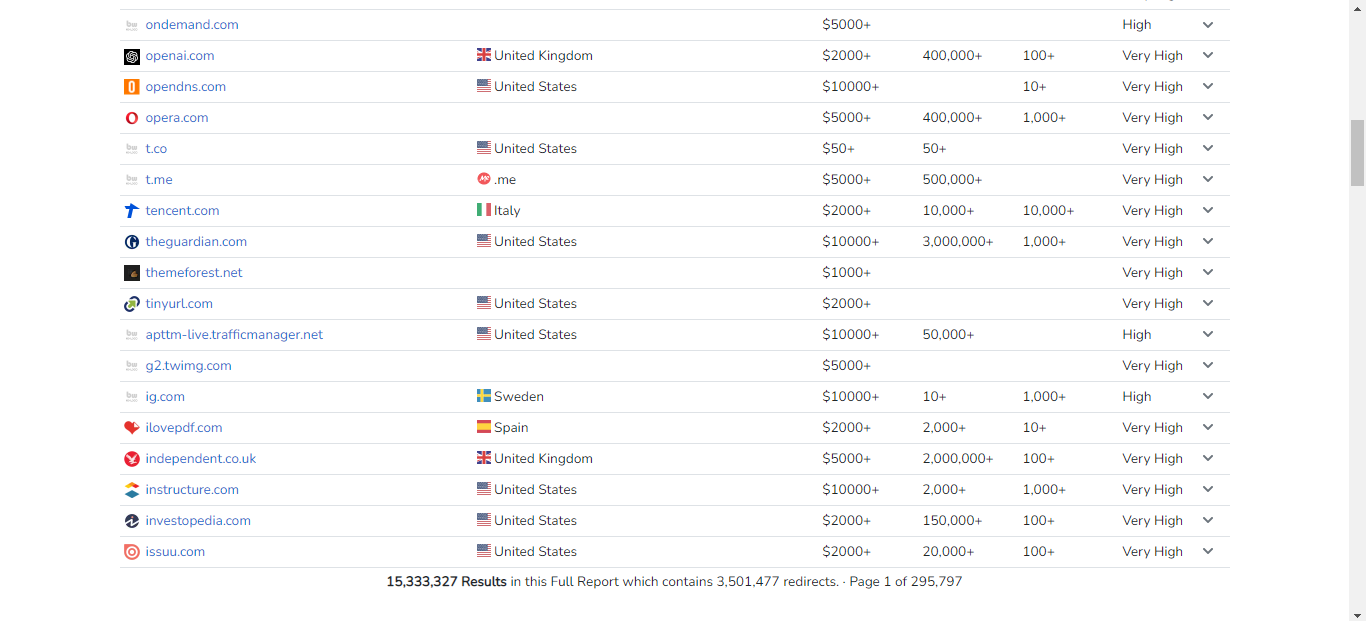 ondemand.com $5000+ High
openai.com United Kingdom $2000+ 400,000+ 100+ Very High
opendns.com United States $10000+ 10+ Very High
opera.com $5000+ 400,000+ 1,000+ Very High
t.co United States $50+ 50+ Very High
t.me .me $5000+ 500,000+ Very High
tencent.com Italy $2000+ 10,000+ 10,000+ Very High
theguardian.com United States $10000+ 3,000,000+ 1,000+ Very High
themeforest.net $1000+ Very High
tinyurl.com United States $2000+ Very High
apttm-live.trafficmanager.net United States $10000+ 50,000+ High
g2.twimg.com $5000+ Very High
ig.com Sweden $10000+ 10+ 1,000+ High
ilovepdf.com Spain $2000+ 2,000+ 10+ Very High
independent.co.uk United Kingdom $5000+ 2,000,000+ 100+ Very High
instructure.com United States $10000+ 2,000+ 1,000+ Very High
investopedia.com United States $2000+ 150,000+ 100+ Very High
issuu.com United States $2000+ 20,000+ 100+ Very High
15,333,327 Results in this Full Report which contains 3,501,477 redirects. · Page 1 of 295,797